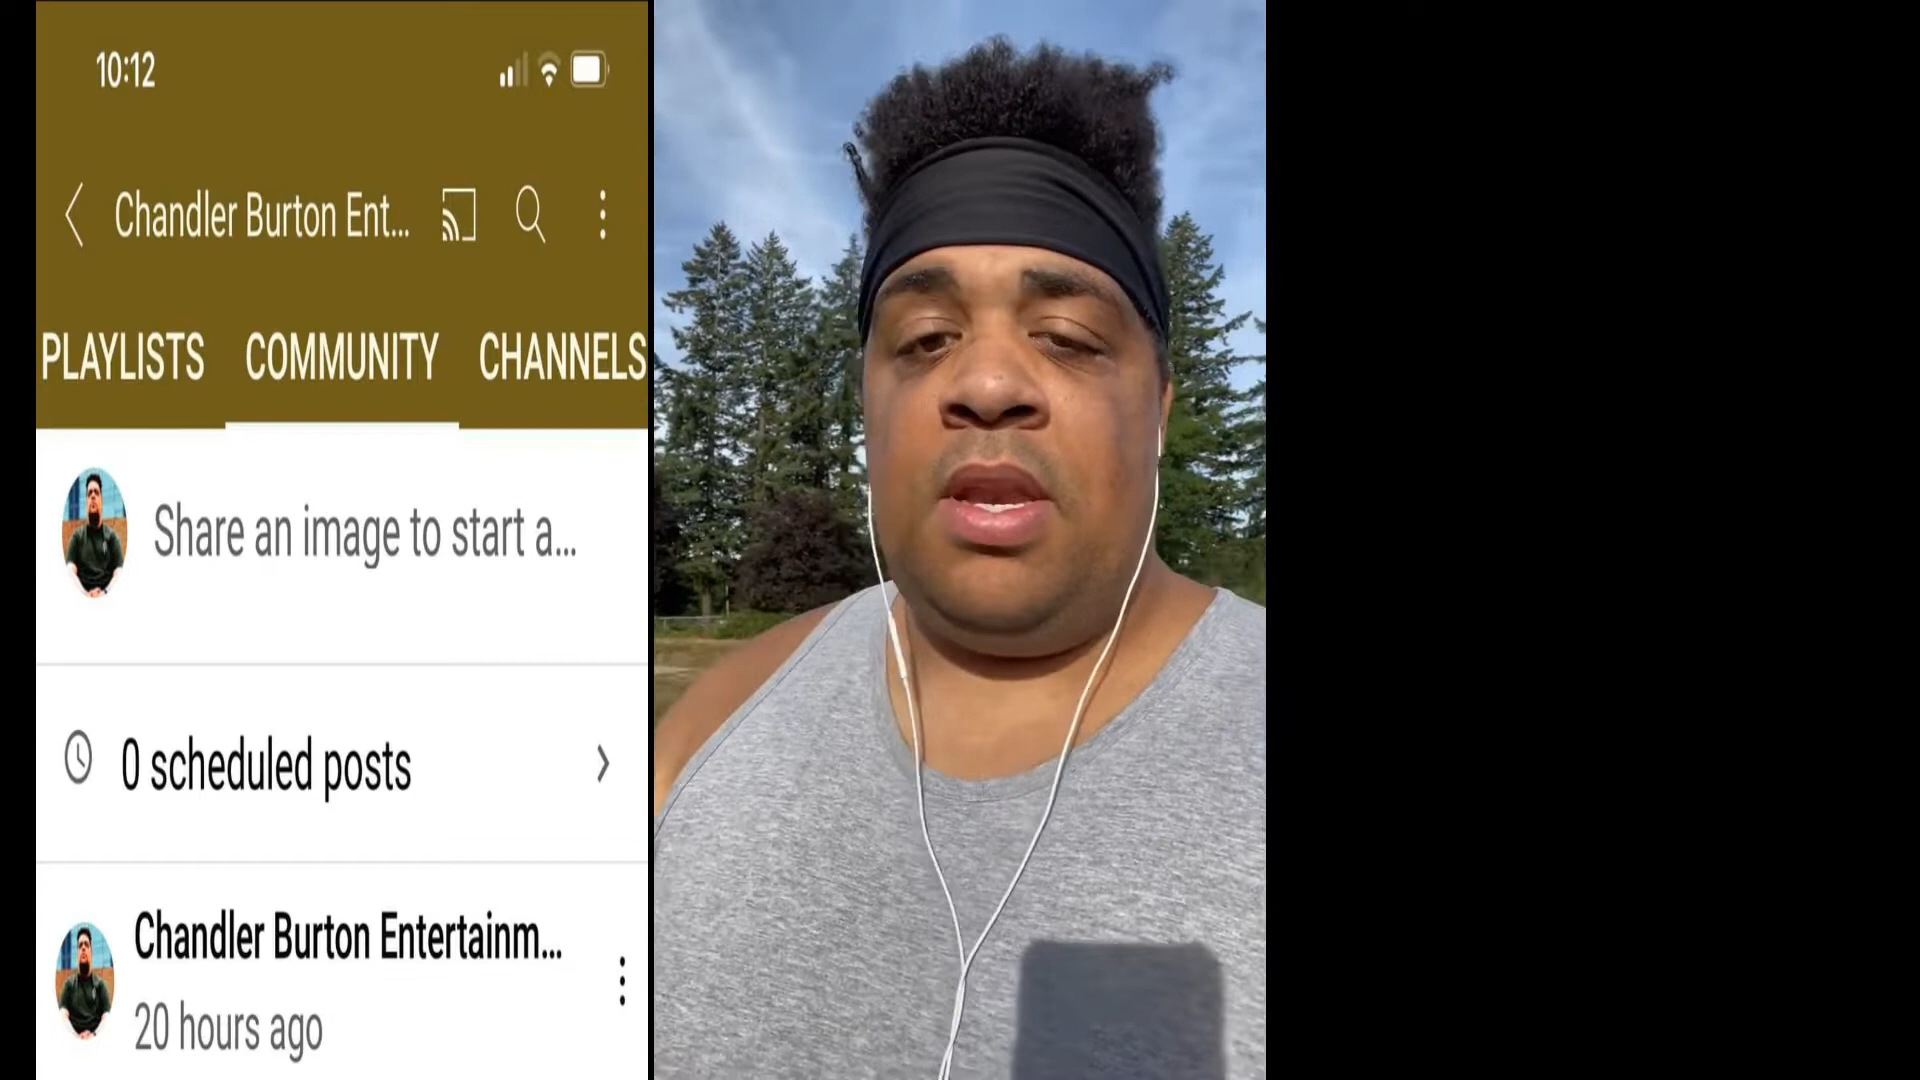 10:12
Chandler Burton Ent...
PLAYLISTS COMMUNITY CHANNELS
Share an image to start a...
0 scheduled posts
Chandler Burton Entertainm...
20 hours ago